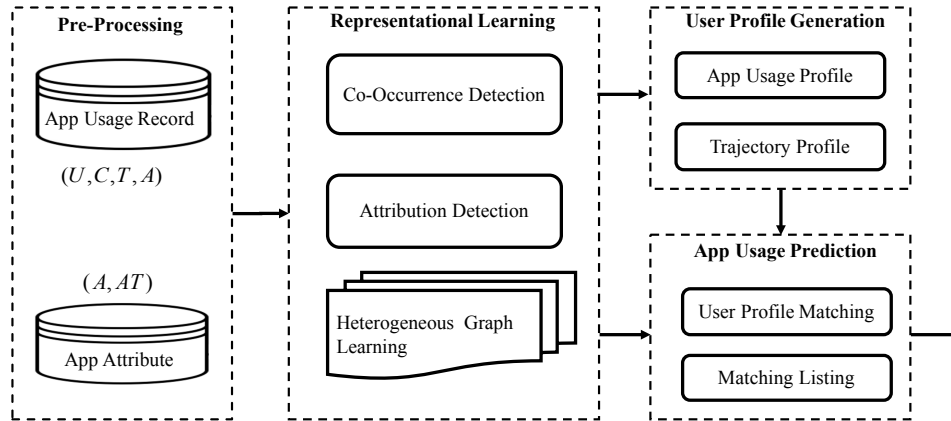 Pre-Processing
App Usage Record
(U,C,T,A)
(A,AT)
App Attribute
Representational Learning
Co-Occurrence Detection
Attribution Detection
Heterogeneous Graph
Learning
User Profile Generation
App Usage Profile
Trajectory Profile
App Usage Prediction
User Profile Matching
Matching Listing